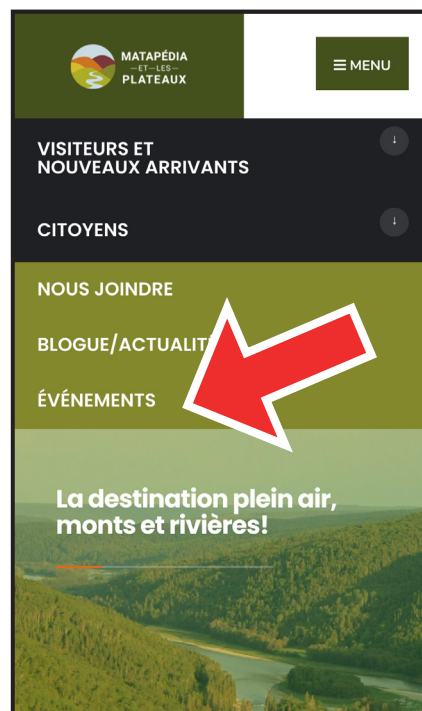 MATAPÉDIA
—ET—LES—
PLATEAUX
MENU
VISITEURS ET
NOUVEAUX ARRIVANTS
CITOYENS
NOUS JOINDRE
BLOGUE/ACTUALIT
ÉVÉNEMENTS
La destination plein air,
monts et rivières!